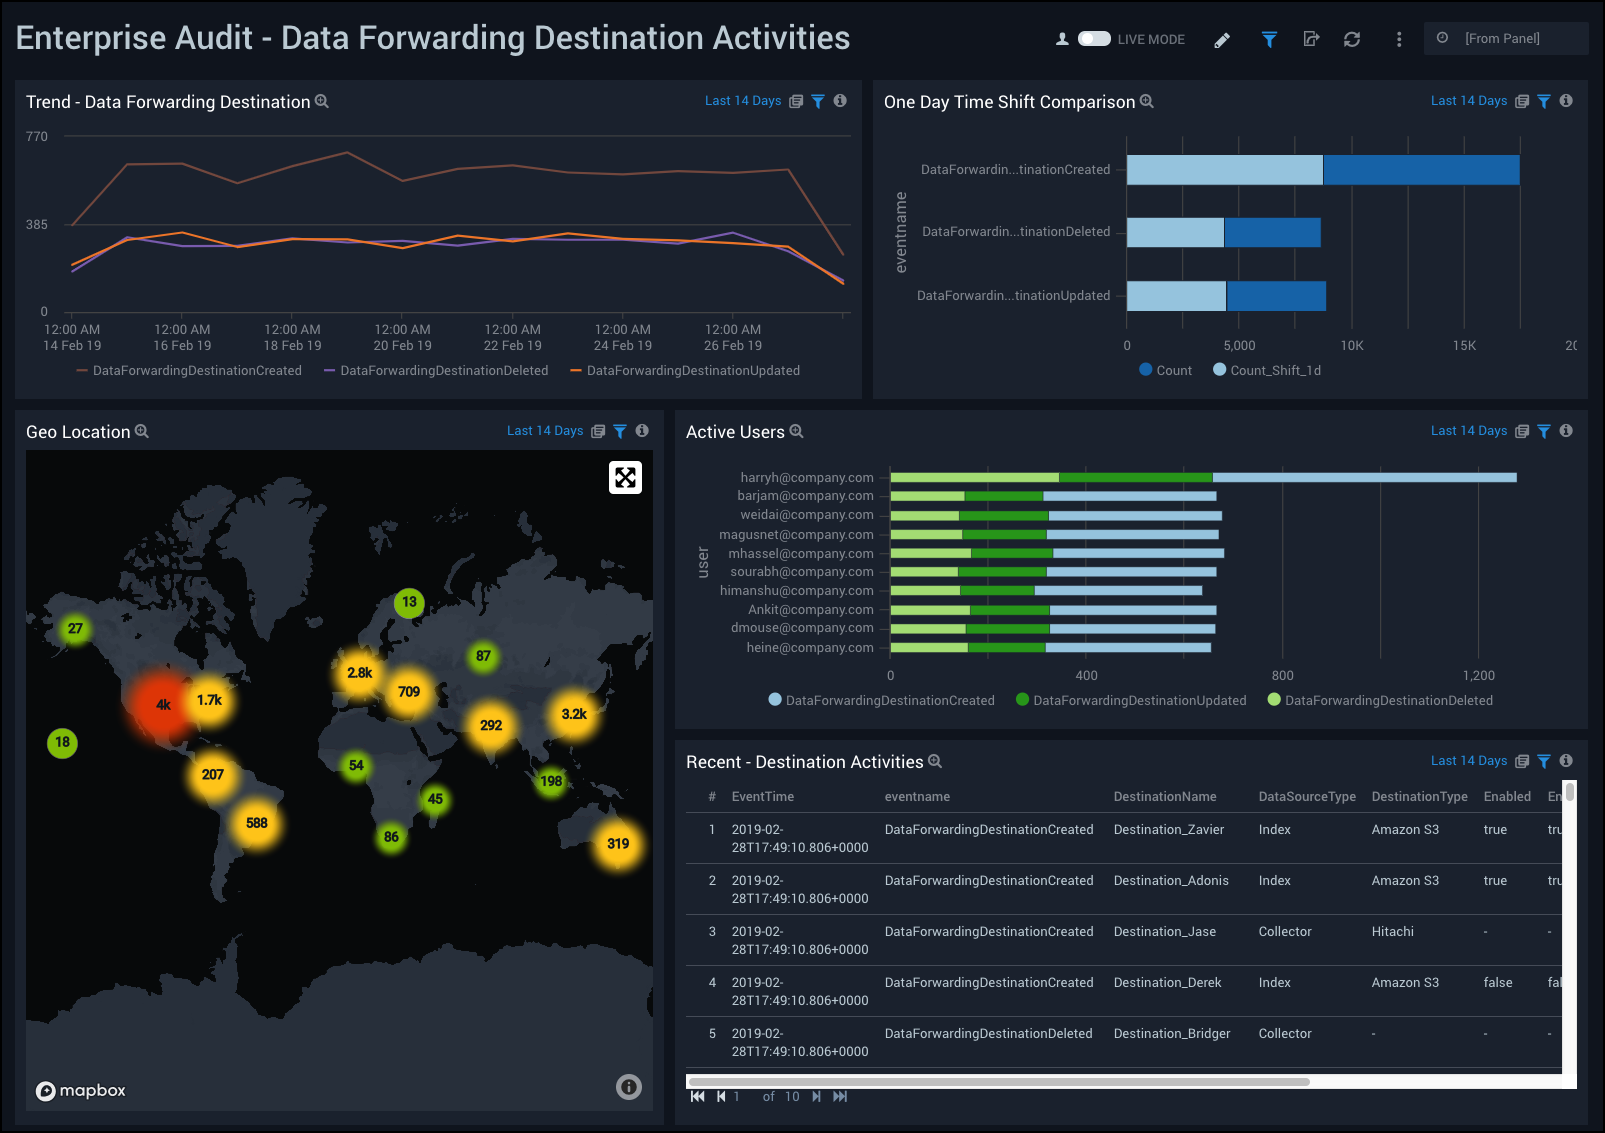 Enterprise Audit - Data Forwarding Destination Activities
LIVE MODE
[From Panel]
Trend - Data Forwarding Destination
Last 14 Days
770
385
0
12:00 AM 12:00 AM 12:00 AM 12:00 AM 12:00 AM 12:00 AM 12:00 AM
14 Feb 19 16 Feb 19 18 Feb 19 20 Feb 19 22 Feb 19 24 Feb 19 26 Feb 19
DataForwardingDestinationCreated DataForwardingDestinationDeleted DataForwardingDestinationUpdated
One Day Time Shift Comparison
Last 14 Days
eventname
DataForwardin...tinationCreated
DataForwardin...tinationDeleted
DataForwardin...tinationUpdated
0 5,000 10K 15K
Count Count_Shift_1d
Geo Location
Last 14 Days
13
27
87
2.8k
709
4k
1.7k
3.2k
292
18
54
207
198
45
588
86
319
mapbox
Active Users
Last 14 Days
user
harryh@company.com
barjam@company.com
weidai@company.com
magusnet@company.com
mhassel@company.com
sourabh@company.com
himanshu@company.com
Ankit@company.com
dmouse@company.com
heine@company.com
0 400 800 1,200
DataForwardingDestinationCreated DataForwardingDestinationUpdated DataForwardingDestinationDeleted
Recent - Destination Activities
Last 14 Days
# EventTime eventname DestinationName DataSourceType DestinationType Enabled En
1 2019-02- DataForwardingDestinationCreated Destination_Zavier Index Amazon S3 true tru
28T17:49:10.806+0000
2 2019-02- DataForwardingDestinationCreated Destination_Adonis Index Amazon S3 true tru
28T17:49:10.806+0000
3 2019-02- DataForwardingDestinationCreated Destination_Jase Collector Hitachi - -
28T17:49:10.806+0000
4 2019-02- DataForwardingDestinationCreated Destination_Derek Index Amazon S3 false fal
28T17:49:10.806+0000
5 2019-02- DataForwardingDestinationDeleted Destination_Bridger Collector - - -
28T17:49:10.806+0000
1 of 10